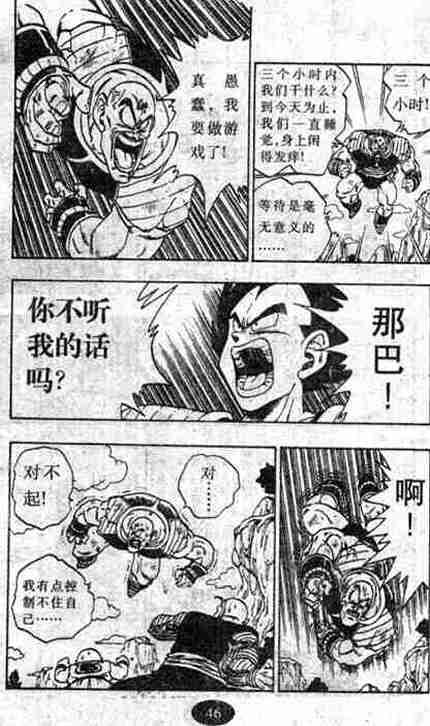 三个
小时!
三个小时内
我们干什么?
到今天为止,
我们一直睡
觉,身上闲
得发痒!
等待是毫
无意义的
……
真愚
蠢,我
要做游
戏了!
那巴!
你不听
我的话
吗?
啊!
对
……
对不
起!
我有点控
制不住自
己……
46